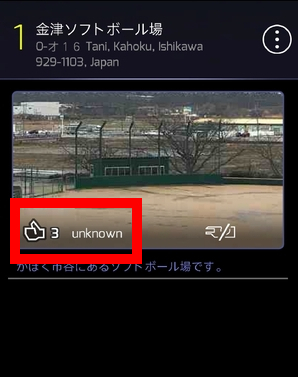 1 金津ソフトボール場
O-オ１６ Tani, Kahoku, Ishikawa
929-1103, Japan
3 unknown
かほく市谷にあるソフトボール場です。